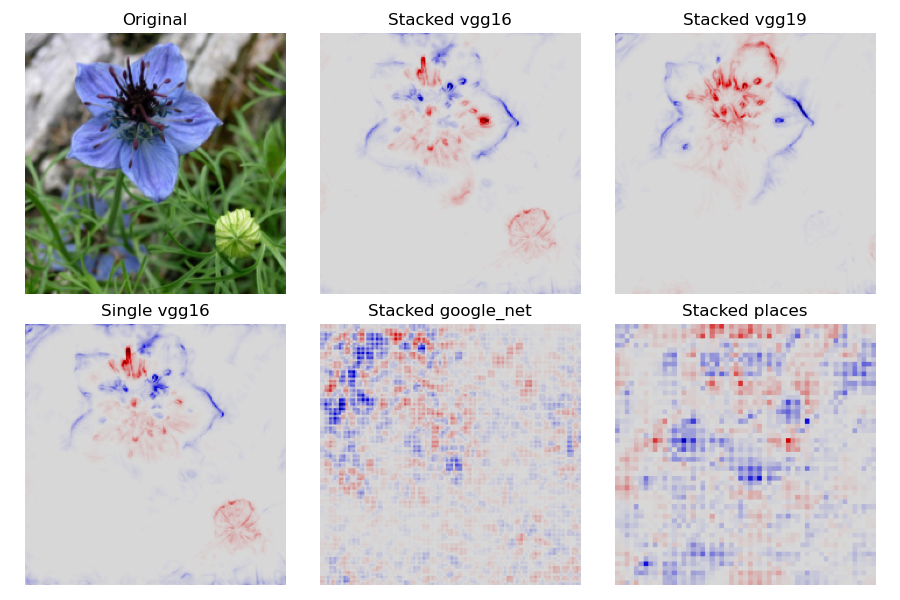 Original
Stacked vgg16
Stacked vgg19
Single vgg16
Stacked google_net
Stacked places